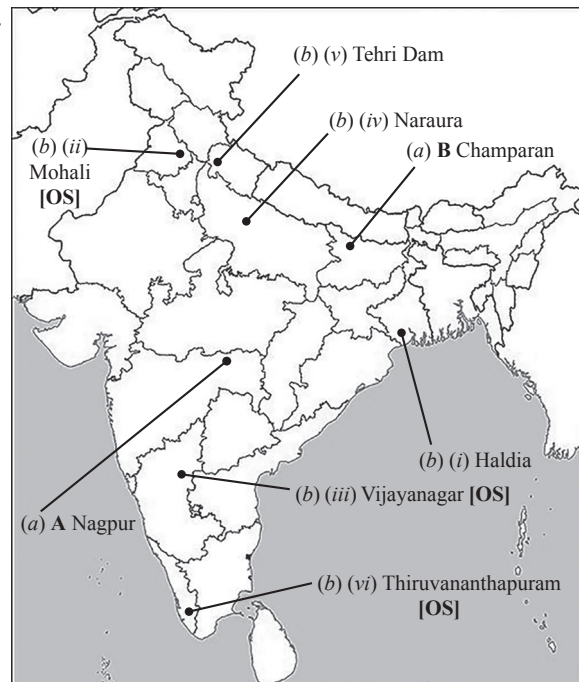 (b) (v) Tehri Dam
(b) (iv) Naraura
(b) (ii)
Mohali
[OS]
(a) B Champaran
(b) (i) Haldia
(b) (iii) Vijayanagar [OS]
(a) A Nagpur
(b) (vi) Thiruvananthapuram
[OS]